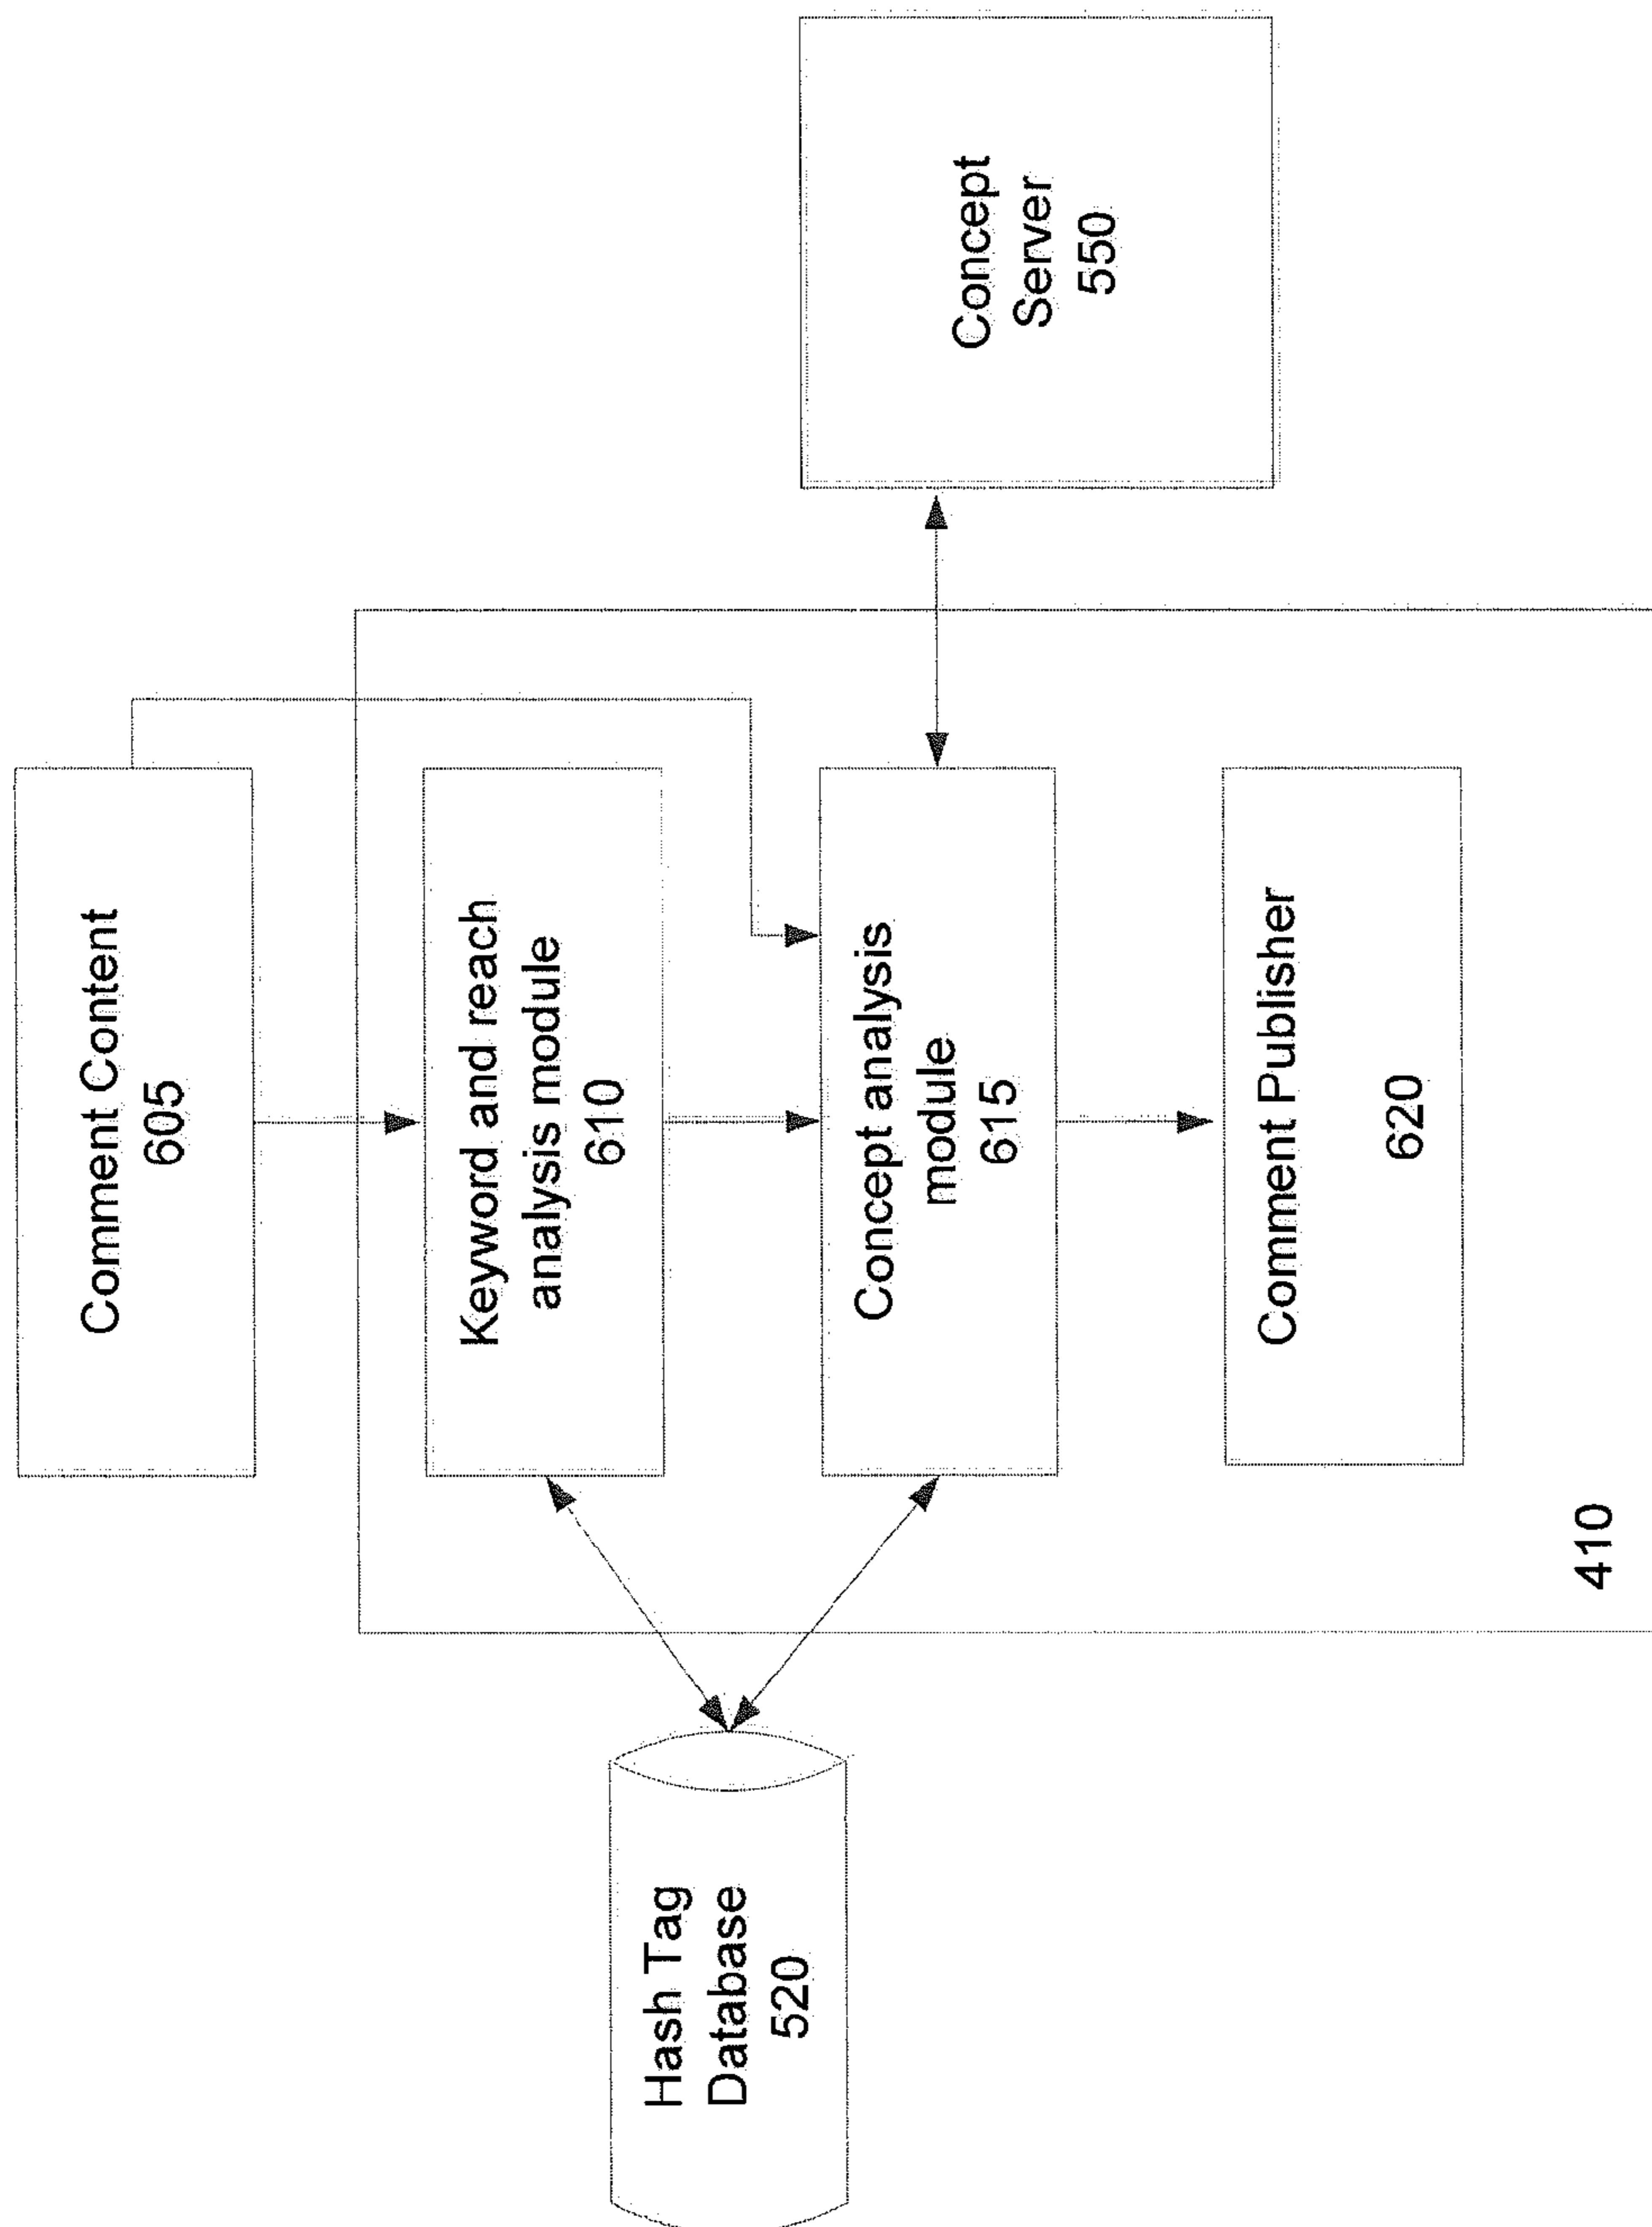 Comment Content
605
Keyword and reach
analysis module
610
Concept analysis
module
615
Comment Publisher
620
Hash Tag
Database
520
Concept
Server
550
410